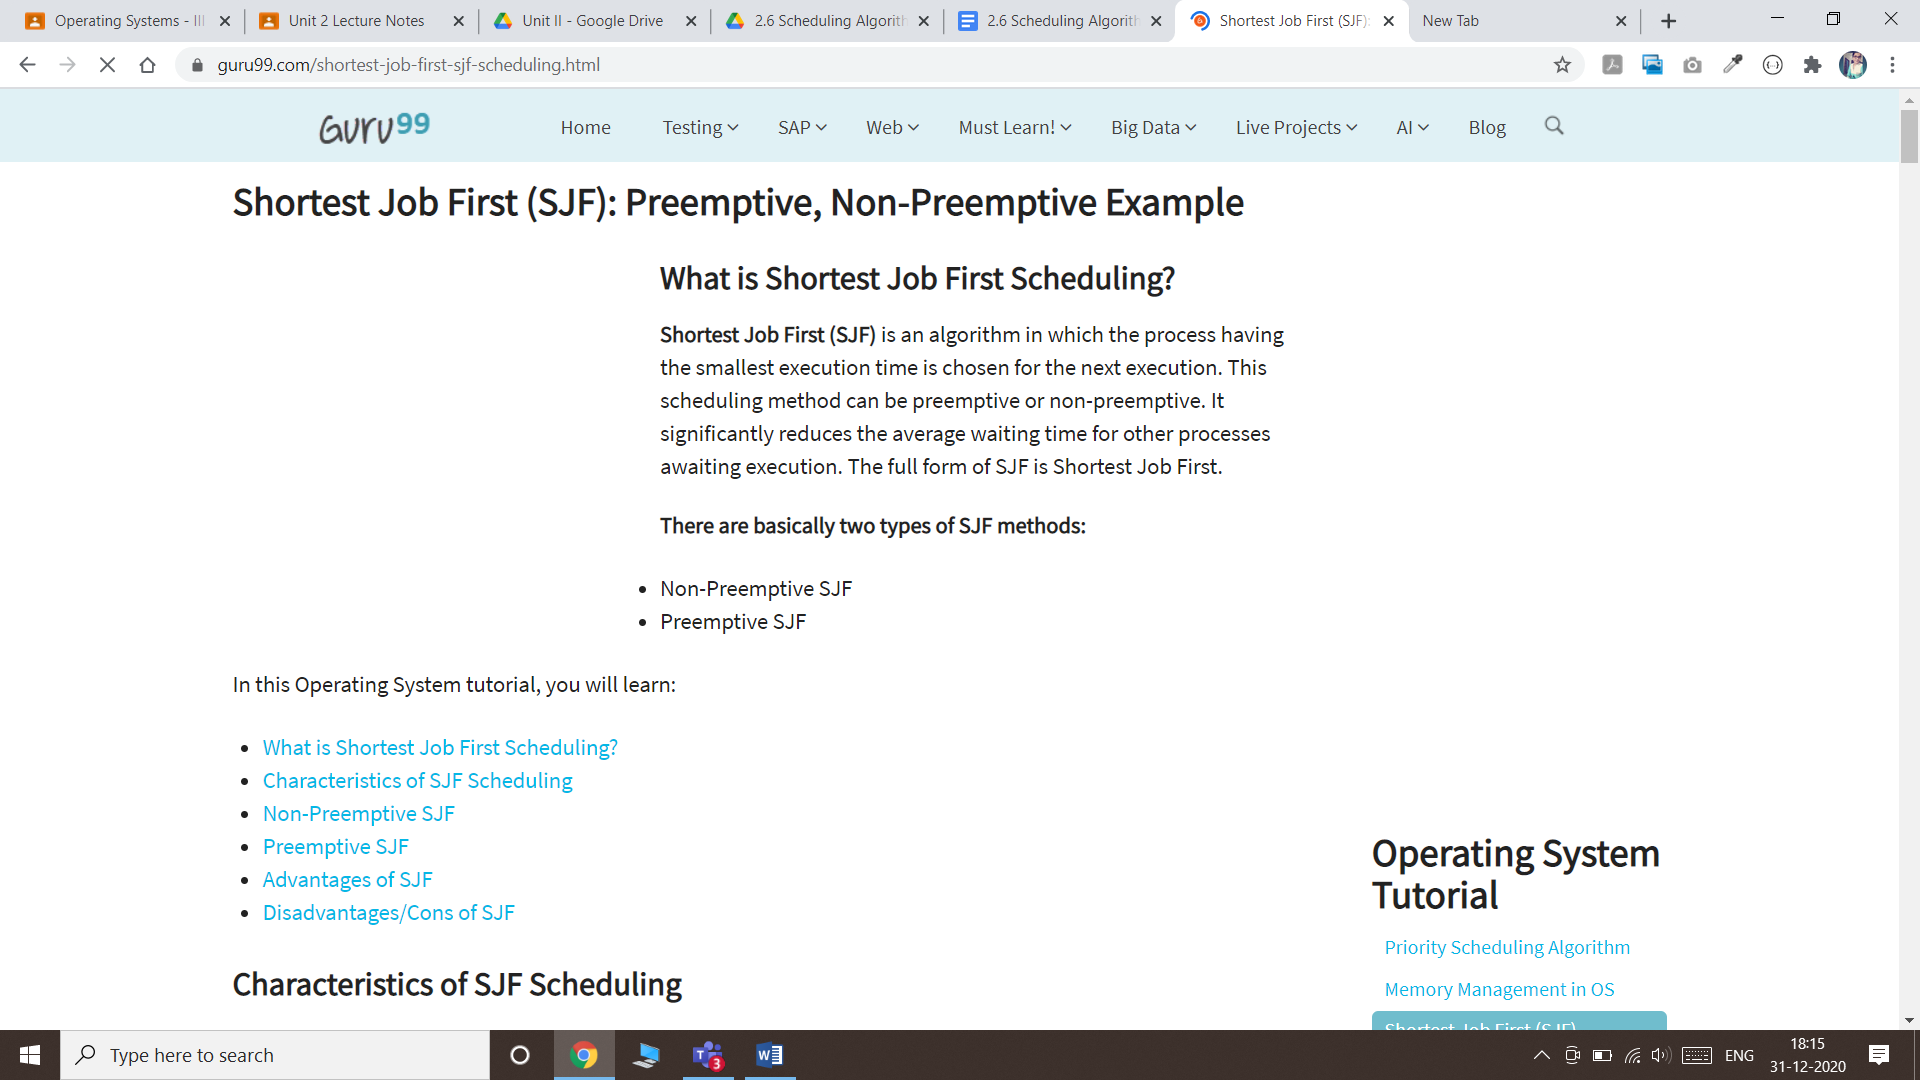 Operating Systems - III
Unit 2 Lecture Notes
Unit II - Google Drive
2.6 Scheduling Algorith
2.6 Scheduling Algorith
Shortest Job First (SJF):
New Tab
guru99.com/shortest-job-first-sjf-scheduling.html
Guru99
Home
Testing
SAP
Web
Must Learn!
Big Data
Live Projects
AI
Blog
Shortest Job First (SJF): Preemptive, Non-Preemptive Example
What is Shortest Job First Scheduling?
Shortest Job First (SJF) is an algorithm in which the process having
the smallest execution time is chosen for the next execution. This
scheduling method can be preemptive or non-preemptive. It
significantly reduces the average waiting time for other processes
awaiting execution. The full form of SJF is Shortest Job First.
There are basically two types of SJF methods:
Non-Preemptive SJF
Preemptive SJF
In this Operating System tutorial, you will learn:
What is Shortest Job First Scheduling?
Characteristics of SJF Scheduling
Non-Preemptive SJF
Preemptive SJF
Advantages of SJF
Disadvantages/Cons of SJF
Characteristics of SJF Scheduling
Operating System
Tutorial
Priority Scheduling Algorithm
Memory Management in OS
Shortest Job First (SJF)
Type here to search
3
ENG
18:15
31-12-2020